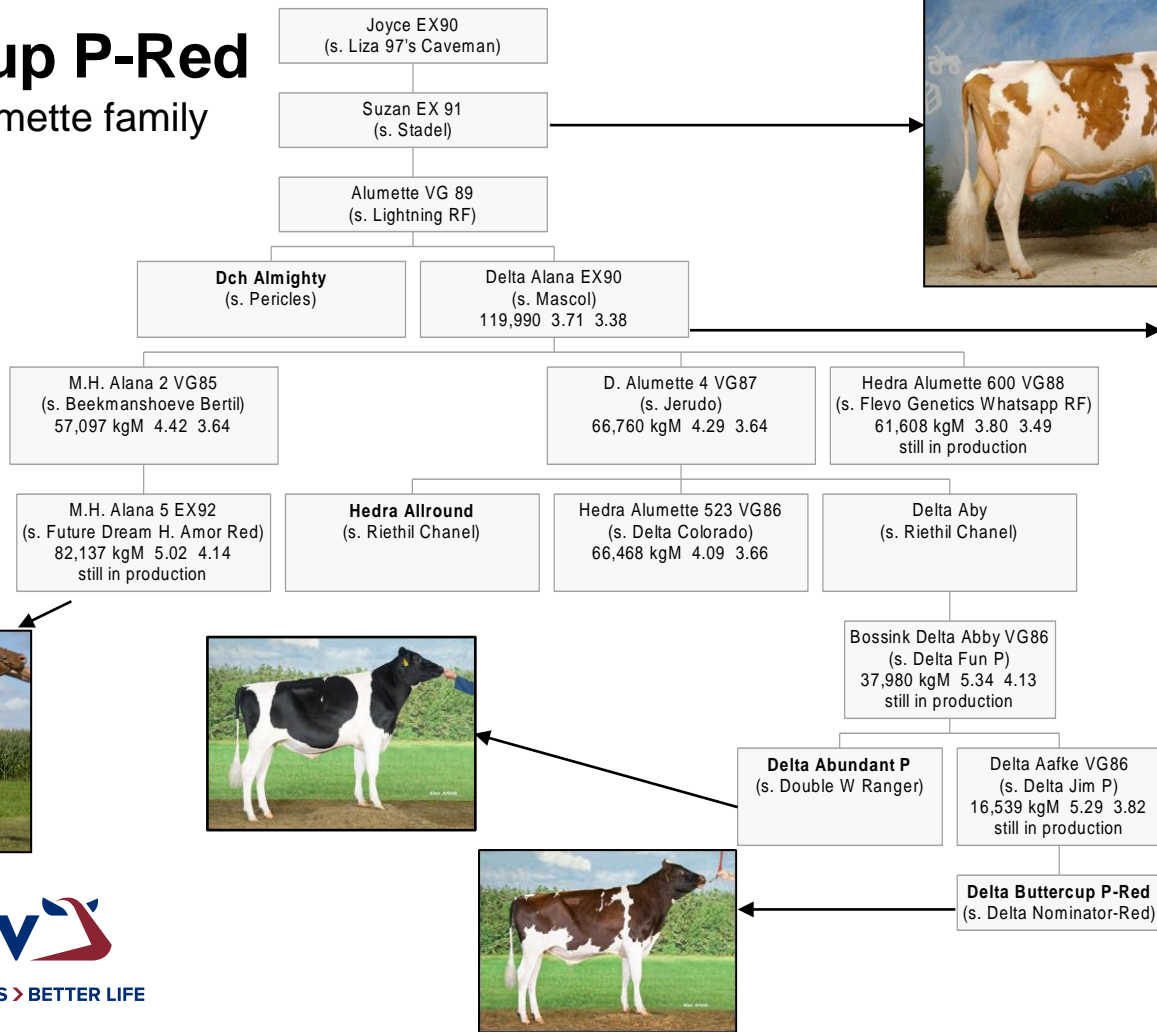 up P-Red
mette family
Joyce EX90
(s. Liza 97's Caveman)
Suzan EX 91
(s. Stadel)
Alumette VG 89
(s. Lightning RF)
Dch Almighty
(s. Pericles)
Delta Alana EX90
(s. Mascol)
119,990 3.71 3.38
M.H. Alana 2 VG85
(s. Beekmanshoeve Bertil)
57,097 kgM 4.42 3.64
D. Alumette 4 VG87
(s. Jerudo)
66,760 kgM 4.29 3.64
Hedra Alumette 600 VG88
(s. Flevo Genetics Whatsapp RF)
61,608 kgM 3.80 3.49
still in production
M.H. Alana 5 EX92
(s. Future Dream H. Amor Red)
82,137 kgM 5.02 4.14
still in production
Hedra Allround
(s. Riethil Chanel)
Hedra Alumette 523 VG86
(s. Delta Colorado)
66,468 kgM 4.09 3.66
Delta Aby
(s. Riethil Chanel)
Bossink Delta Abby VG86
(s. Delta Fun P)
37,980 kgM 5.34 4.13
still in production
Delta Abundant P
(s. Double W Ranger)
Delta Aafke VG86
(s. Delta Jim P)
16,539 kgM 5.29 3.82
still in production
Delta Buttercup P-Red
(s. Delta Nominator-Red)
V
S > BETTER LIFE